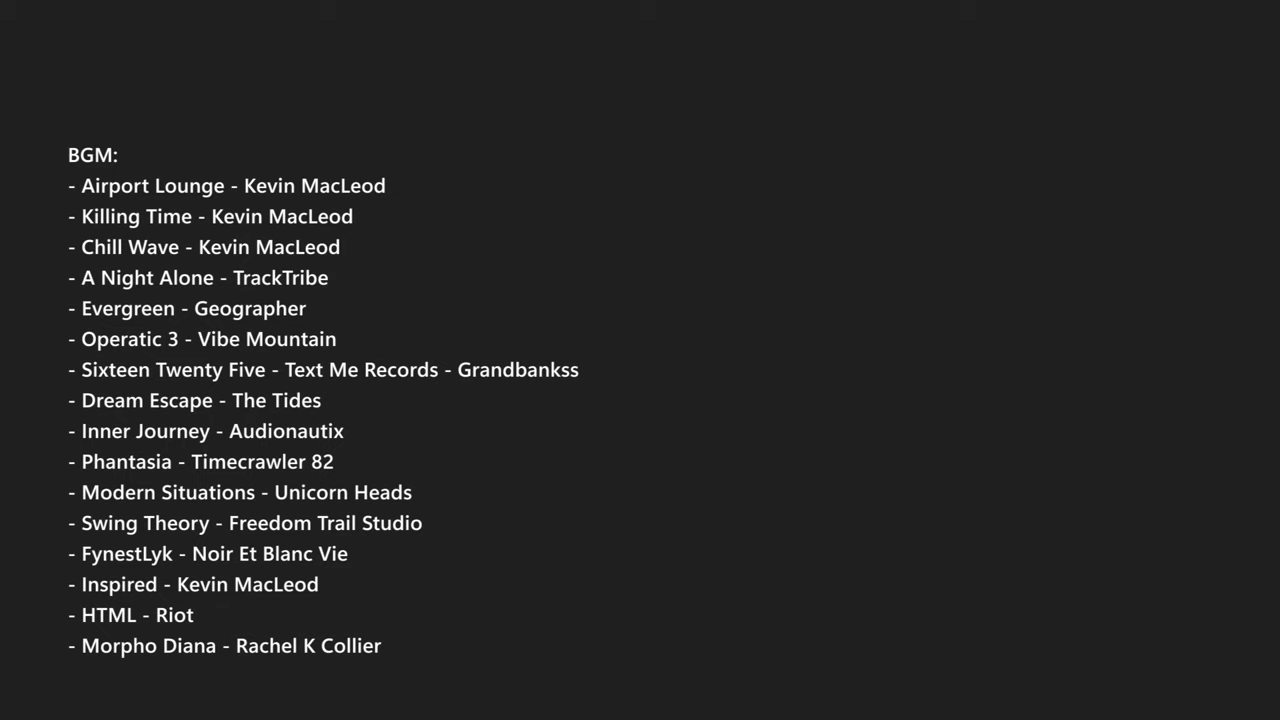 BGM:
- Airport Lounge - Kevin MacLeod
- Killing Time - Kevin MacLeod
- Chill Wave - Kevin MacLeod
- A Night Alone - TrackTribe
- Evergreen - Geographer
- Operatic 3 - Vibe Mountain
- Sixteen Twenty Five - Text Me Records - Grandbankss
- Dream Escape - The Tides
- Inner Journey - Audionautix
- Phantasia - Timecrawler 82
- Modern Situations - Unicorn Heads
- Swing Theory - Freedom Trail Studio
- FynestLyk - Noir Et Blanc Vie
- Inspired - Kevin MacLeod
- HTML - Riot
- Morpho Diana - Rachel K Collier